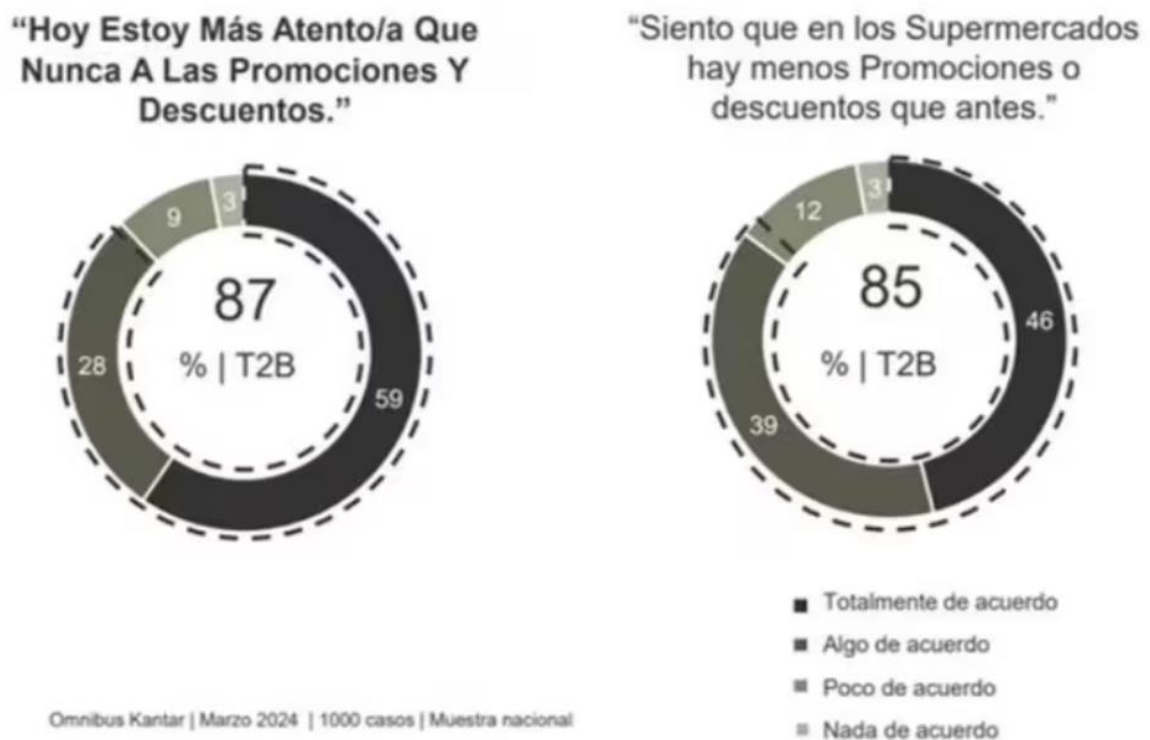 “Hoy Estoy Más Atento/a Que
Nunca A Las Promociones Y
Descuentos.”
9
3
87
% | T2B
28
59
“Siento que en los Supermercados
hay menos Promociones o
descuentos que antes.”
12
3
85
% | T2B
46
39
Totalmente de acuerdo
Algo de acuerdo
Poco de acuerdo
Nada de acuerdo
Omnibus Kantar | Marzo 2024 | 1000 casos | Muestra nacional